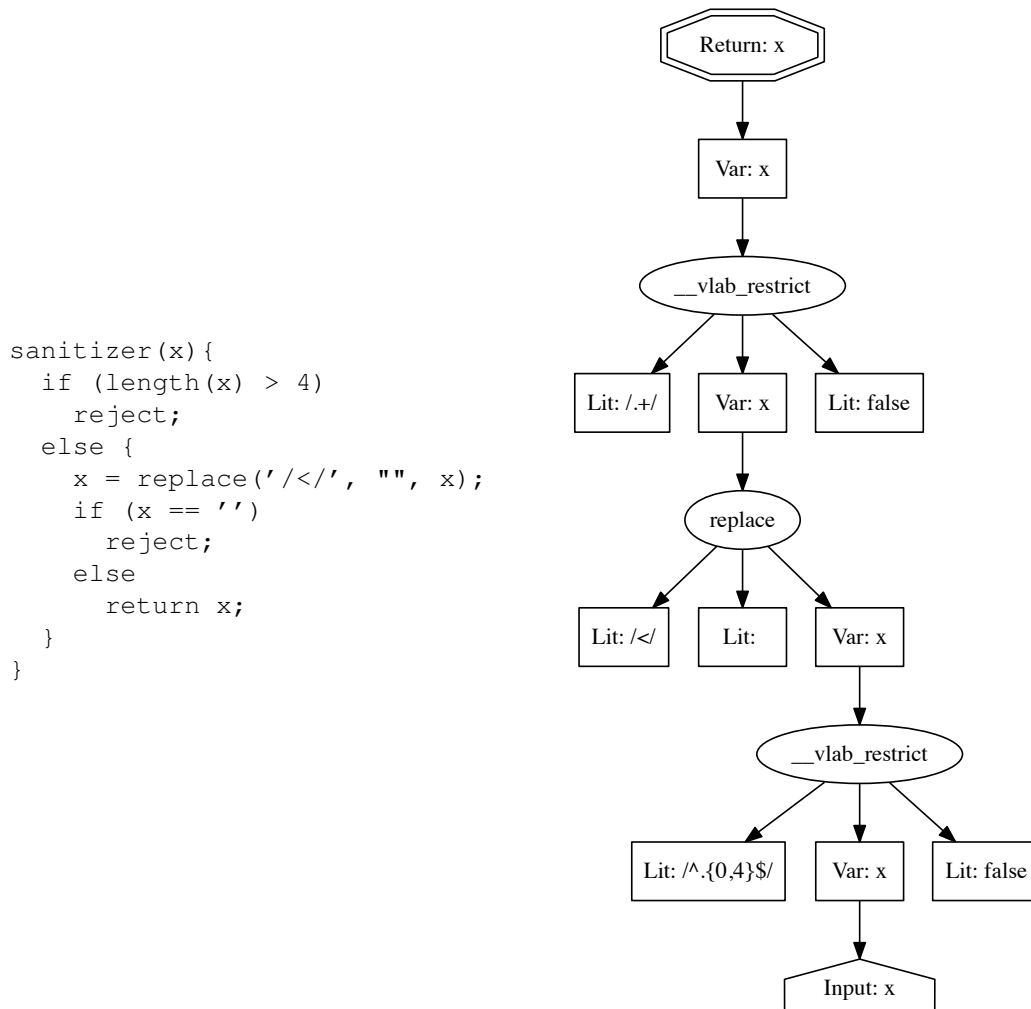 sanitizer(x){
  if (length(x) > 4)
    reject;
  else {
    x = replace('/</', "", x);
    if (x == '')
      reject;
    else
      return x;
  }
}
Return: x
Var: x
__vlab_restrict
Lit: /.+/
Var: x
Lit: false
replace
Lit: /</
Lit:
Var: x
__vlab_restrict
Lit: /^.{0,4}$/
Var: x
Lit: false
Input: x